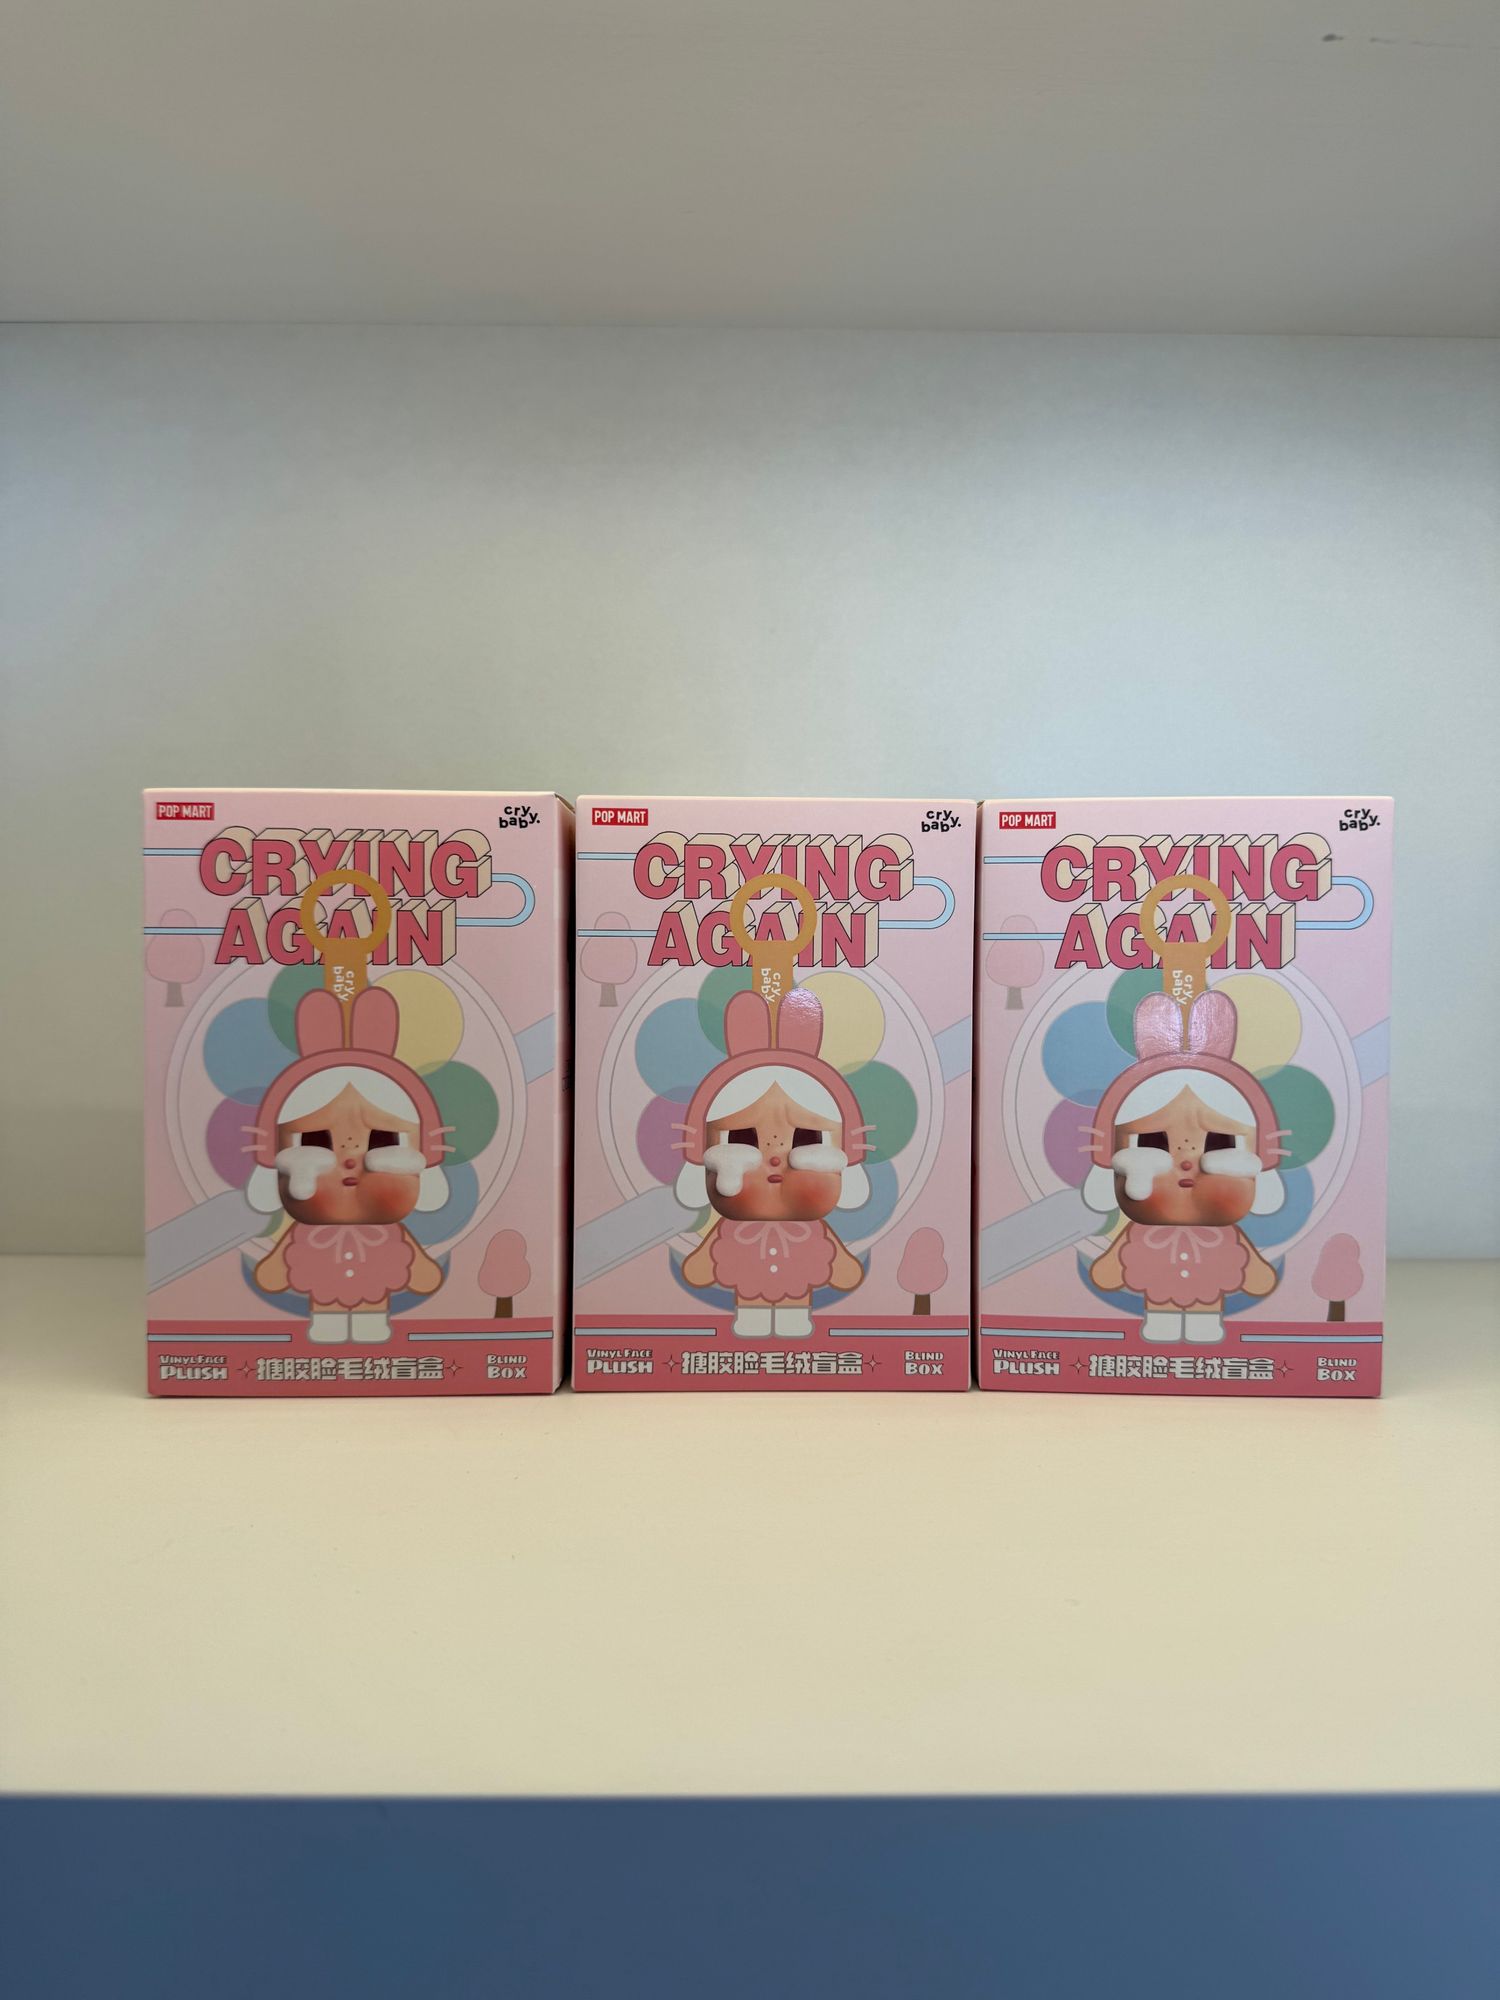 POP MART
cry
baby.
CRYING
AGAIN
cry
baby
VINYL FACE
PLUSH
搪胶脸毛绒盲盒
BLIND
BOX
POP MART
cry
baby.
CRYING
AGAIN
cry
baby
VINYL FACE
PLUSH
搪胶脸毛绒盲盒
BLIND
BOX
POP MART
cry
baby.
CRYING
AGAIN
cry
baby
VINYL FACE
PLUSH
搪胶脸毛绒盲盒
BLIND
BOX